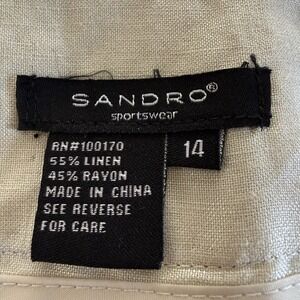 SANDRO®
sportswear
14
RN#100170
55% LINEN
45% RAYON
MADE IN CHINA
SEE REVERSE
FOR CARE